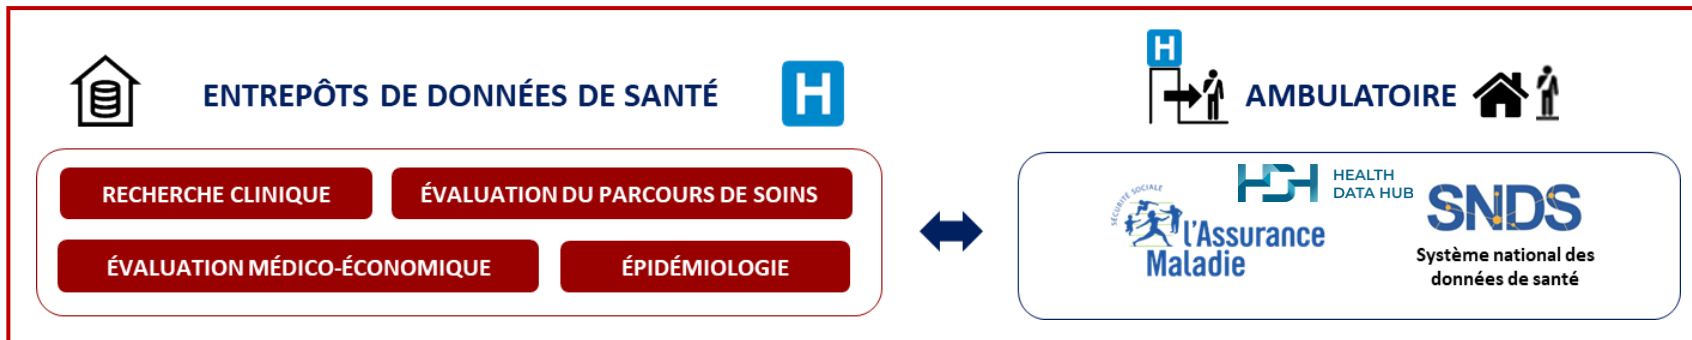 ENTREPÔTS DE DONNÉES DE SANTÉ
H
RECHERCHE CLINIQUE
ÉVALUATION DU PARCOURS DE SOINS
ÉVALUATION MÉDICO-ÉCONOMIQUE
ÉPIDÉMIOLOGIE
H
AMBULATOIRE
HEALTH
DATA HUB
SÉCURITÉ SOCIALE
l'Assurance
Maladie
SNDS
Système national des
données de santé